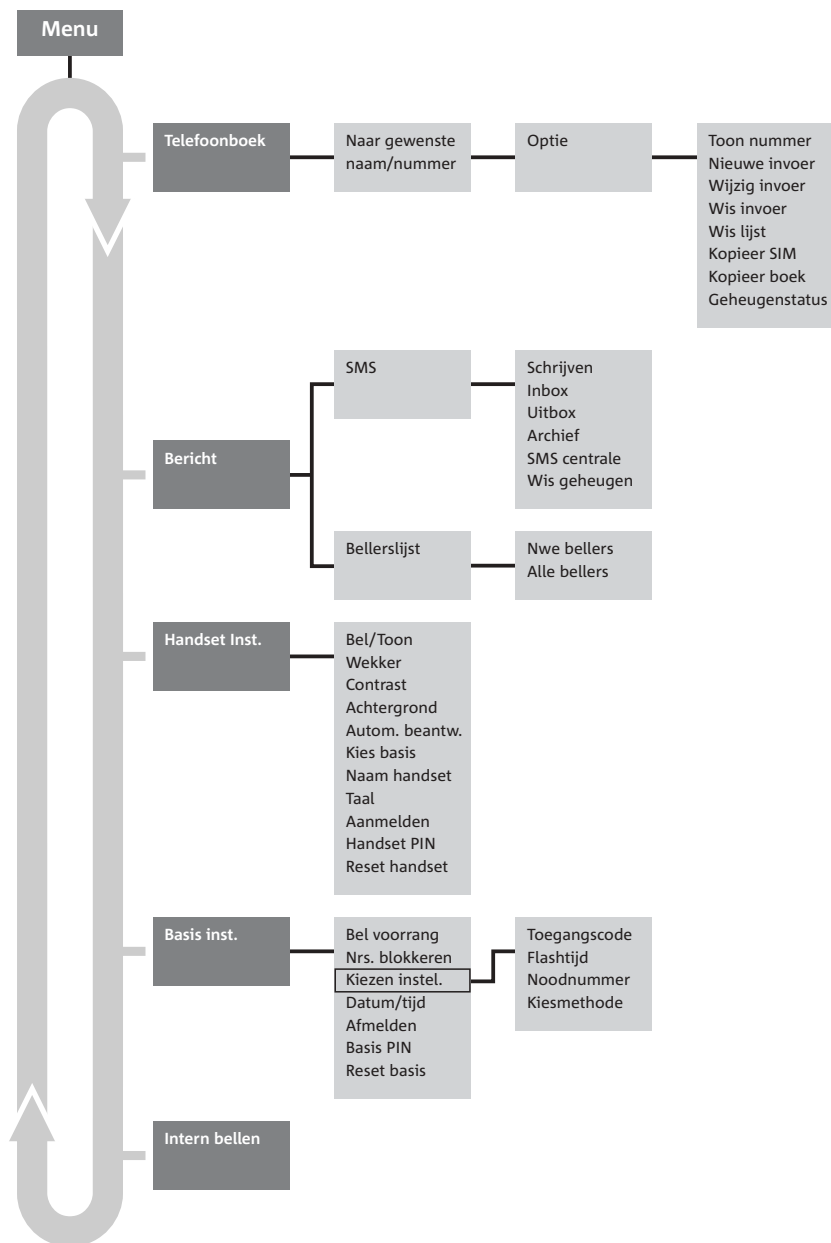 Menu
Telefoonboek
Naar gewenste
naam/nummer
Optie
Toon nummer
Nieuwe invoer
Wijzig invoer
Wis invoer
Wis lijst
Kopieer SIM
Kopieer boek
Geheugenstatus
Bericht
SMS
Schrijven
Inbox
Uitbox
Archief
SMS centrale
Wis geheugen
Bellerslijst
Nwe bellers
Alle bellers
Handset Inst.
Bel/Toon
Wekker
Contrast
Achtergrond
Autom. beantw.
Kies basis
Naam handset
Taal
Aanmelden
Handset PIN
Reset handset
Basis inst.
Bel voorrang
Nrs. blokkeren
Kiezen instel.
Datum/tijd
Afmelden
Basis PIN
Reset basis
Toegangscode
Flashtijd
Noodnummer
Kiesmethode
Intern bellen